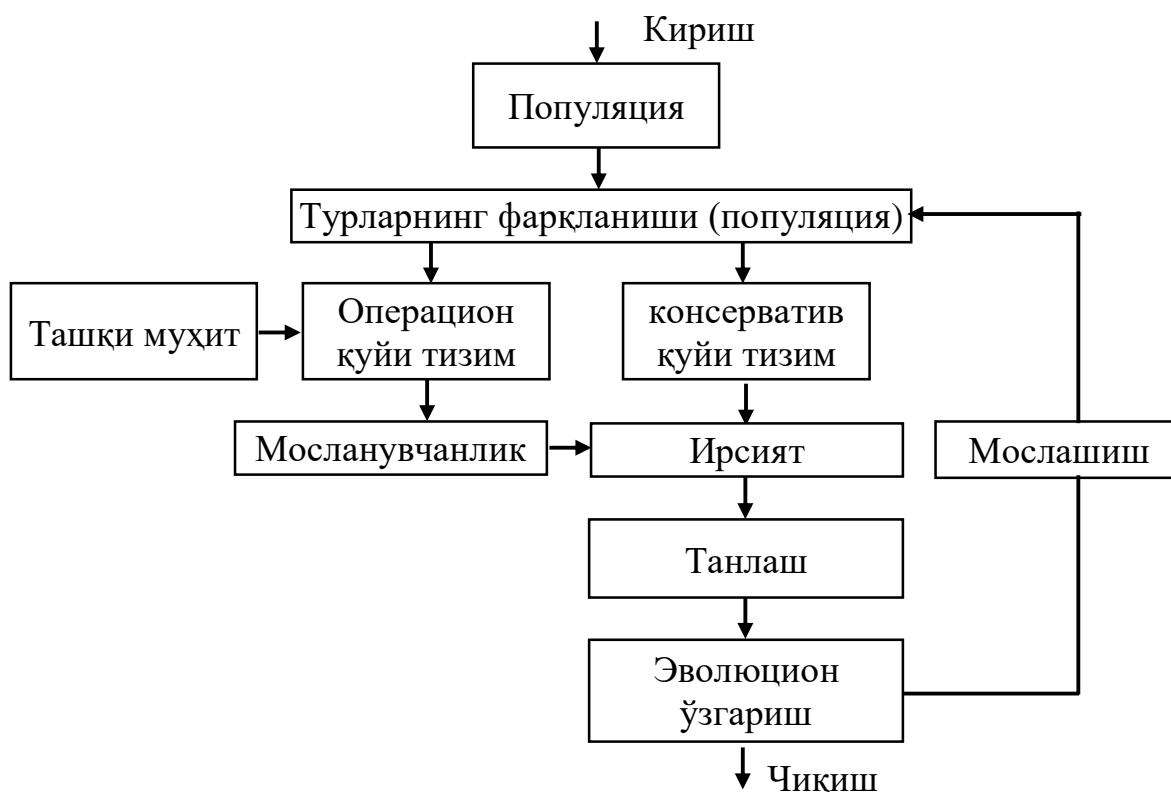 Кириш
Популяция
Турларнинг фарқланиши (популяция)
Ташқи муҳит
Операцион
қуйи тизим
консерватив
қуйи тизим
Мосланувчанлик
Ирсият
Мослашиш
Танлаш
Эволюцион
ўзгариш
Чиқиш